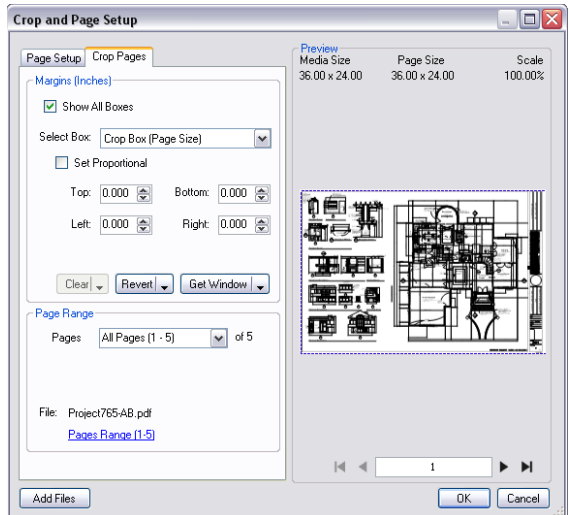 Crop and Page Setup
Page Setup Crop Pages
Margins (Inches)
Show All Boxes
Select Box: Crop Box (Page Size)
Set Proportional
Top: 0.000 Bottom: 0.000
Left: 0.000 Right: 0.000
Clear Revert Get Window
Page Range
Pages All Pages (1 - 5) of 5
File: Project765-AB.pdf
Pages Range (1-5)
Add Files
Preview
Media Size Page Size Scale
36.00 x 24.00 36.00 x 24.00 100.00%
1
OK Cancel